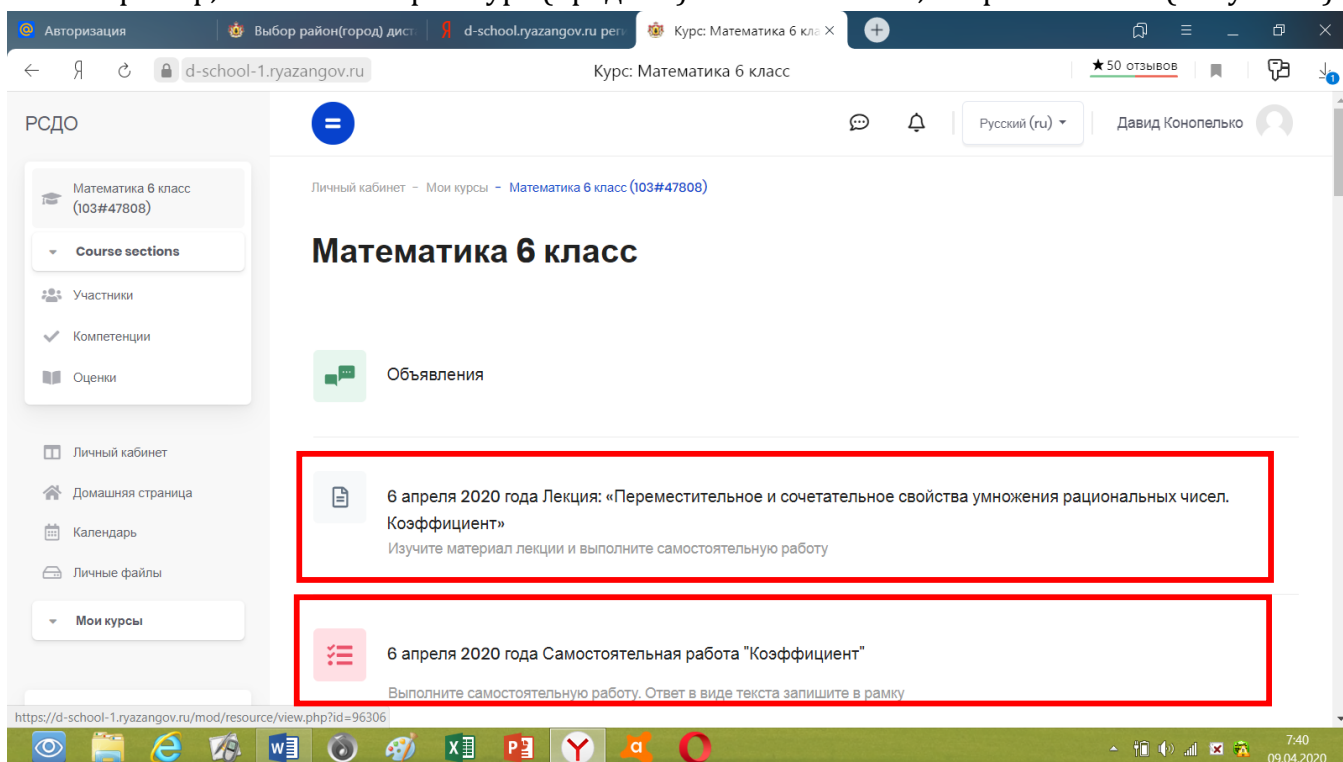 Авторизация
Выбор район(город) дист
d-school.ryazangov.ru реги
Курс: Математика 6 кла
d-school-1.ryazangov.ru
Курс: Математика 6 класс
★50 отзывов
РСДО
Русский (ru)
Давид Конопелько
Математика 6 класс
(103#47808)
Course sections
Участники
Компетенции
Оценки
Личный кабинет
Домашняя страница
Календарь
Личные файлы
Мои курсы
Личный кабинет - Мои курсы - Математика 6 класс (103#47808)
Математика 6 класс
Объявления
6 апреля 2020 года Лекция: «Переместительное и сочетательное свойства умножения рациональных чисел.
Коэффициент»
Изучите материал лекции и выполните самостоятельную работу
6 апреля 2020 года Самостоятельная работа "Коэффициент"
Выполните самостоятельную работу. Ответ в виде текста запишите в рамку
https://d-school-1.ryazangov.ru/mod/resource/view.php?id=96306
7:40
09.04.2020